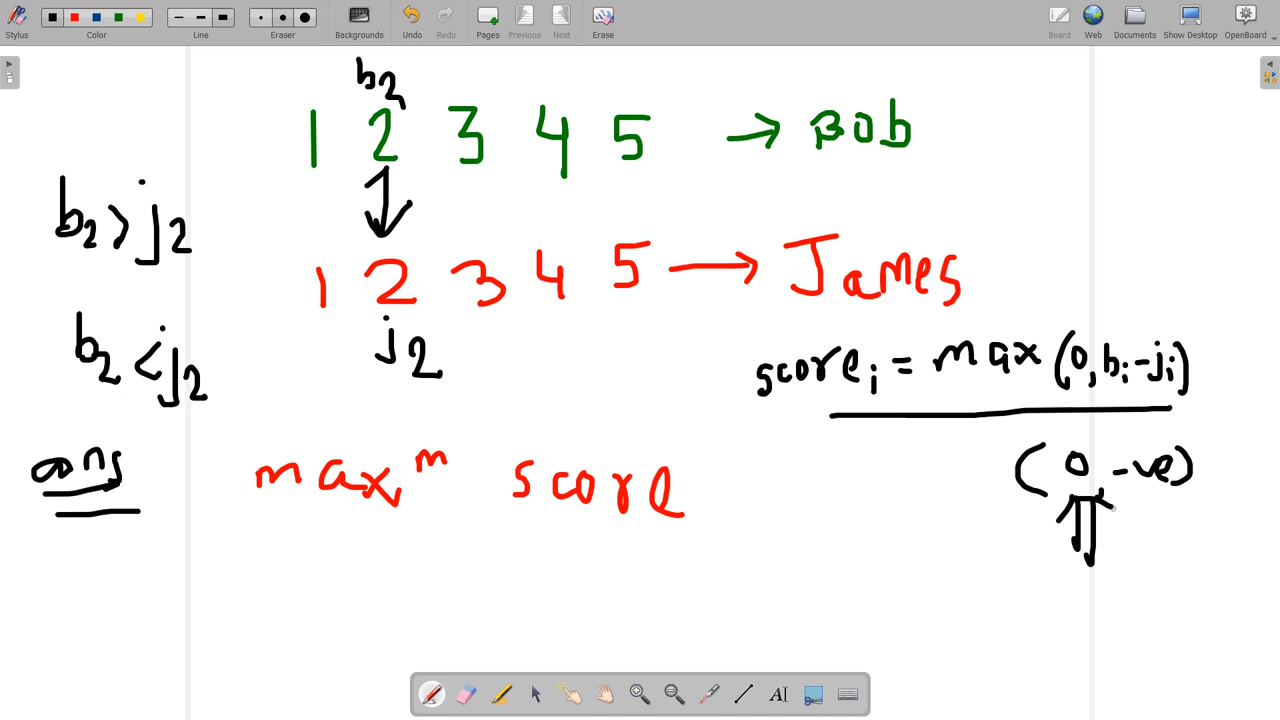 Stylus Color Line Eraser Backgrounds Undo Redo Pages Previous Next Erase Board Web Documents Show Desktop OpenBoard
b2
1 2 3 4 5 → Bob
b2 > j2
1 2 3 4 5 → James
j2
b2 < j2
score i = max (0, bi - ji)
ans
max m score
(0 -ve)